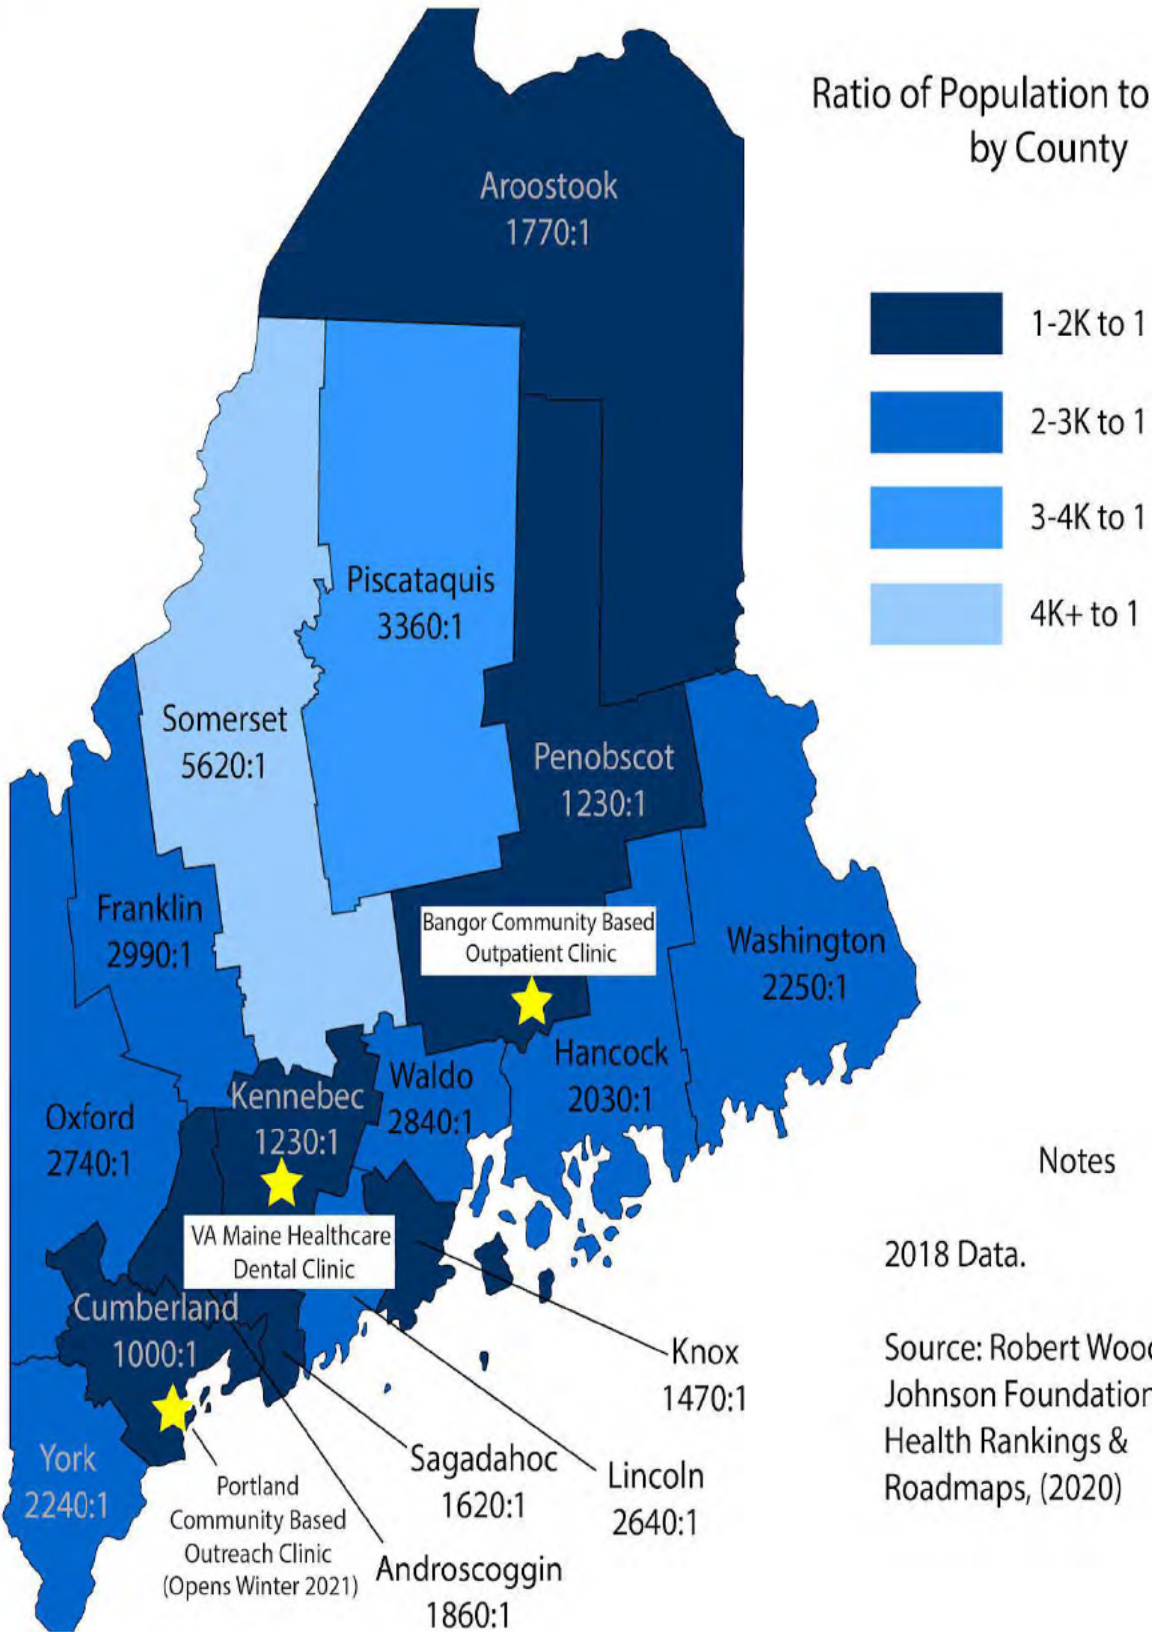 Ratio of Population to
by County
Aroostook
1770:1
1-2K to 1
2-3K to 1
3-4K to 1
4K+ to 1
Piscataquis
3360:1
Somerset
5620:1
Penobscot
1230:1
Franklin
2990:1
Bangor Community Based
Outpatient Clinic
Washington
2250:1
Hancock
2030:1
Waldo
2840:1
Kennebec
1230:1
Oxford
2740:1
VA Maine Healthcare
Dental Clinic
Cumberland
1000:1
Knox
1470:1
Sagadahoc
1620:1
Lincoln
2640:1
York
2240:1
Portland
Community Based
Outreach Clinic
(Opens Winter 2021)
Androscoggin
1860:1
Notes
2018 Data.
Source: Robert Wood
Johnson Foundation
Health Rankings &
Roadmaps, (2020)